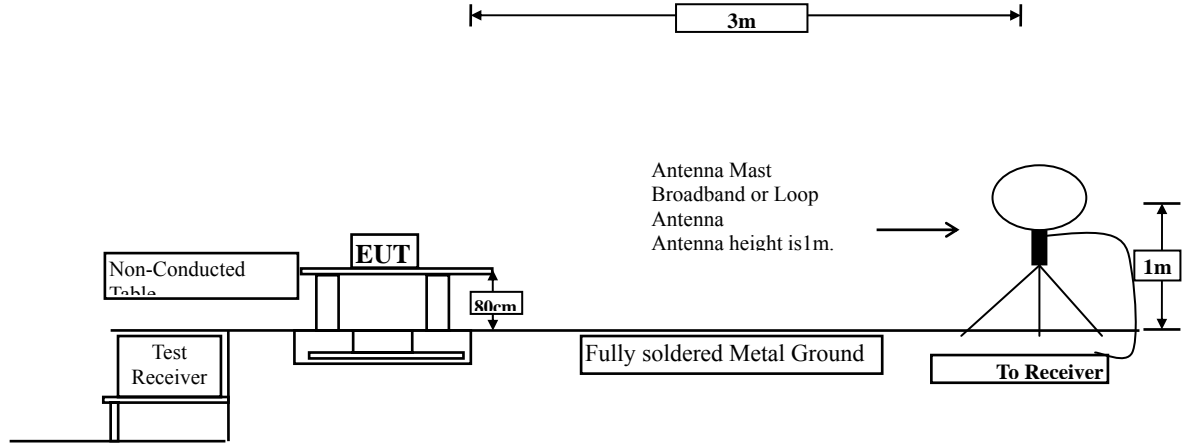 3m
Antenna Mast
Broadband or Loop
Antenna
Antenna height is1m.
EUT
Non-Conducted
Table
80cm
1m
Test
Receiver
Fully soldered Metal Ground
To Receiver